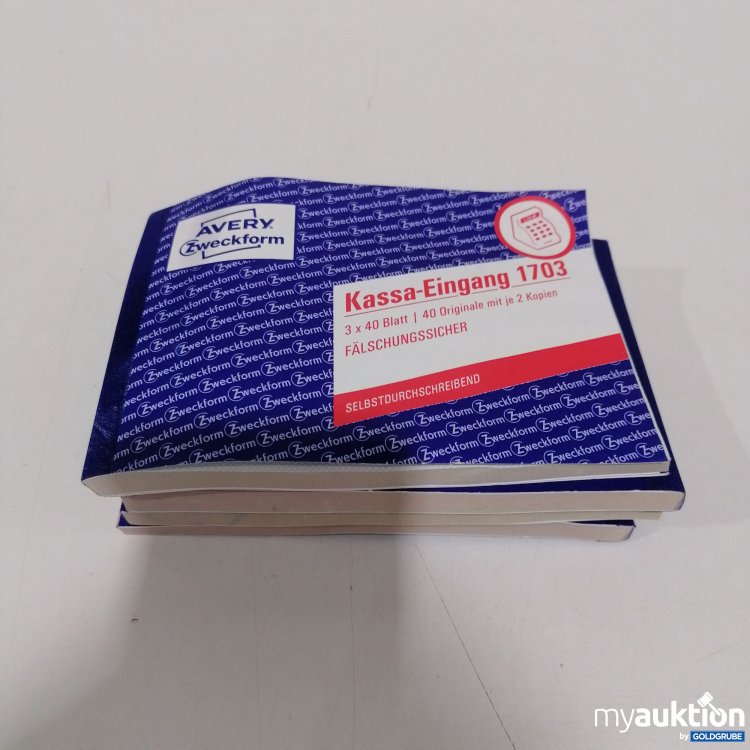 AVERY
Zweckform
Kassa-Eingang 1703
3 x 40 Blatt | 40 Originale mit je 2 Kopien
FÄLSCHUNGSSICHER
SELBSTDURCHSCHREIBEND
myauktion
by GOLDGRUBE